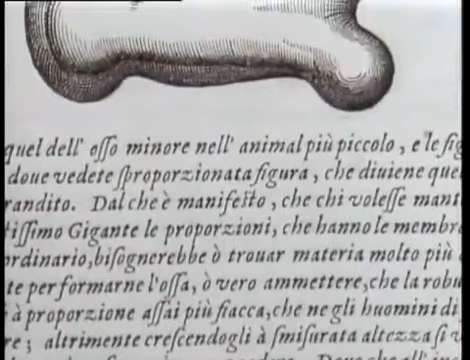 quel dell' oſſo minore nell' animal più piccolo, e le fig
doue vedete ſproporzionata figura, che diuiene quel
randito. Dal che è manifeſto, che chi voleſſe mant
tiſſimo Gigante le proporzioni, che hanno le membr
ordinario, biſognerebbe ò trouar materia molto più
te per formarne l'oſſa, ò vero ammettere, che la robu
à proporzione aſſai più fiacca, che ne gli huomini di
re; altrimente creſcendogli à ſmiſurata altezza ſi v